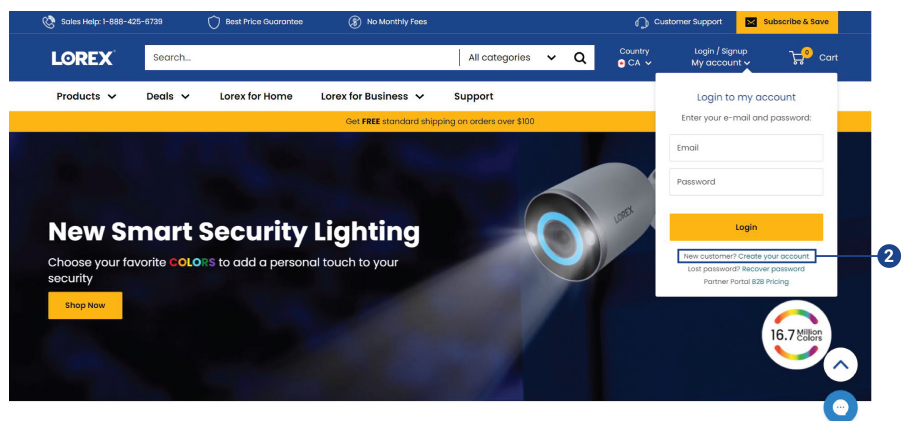 Sales Help: 1-888-425-6739
Best Price Guarantee
No Monthly Fees
Customer Support
Subscribe & Save
LOREX
Search...
All categories
Country
CA
Login / Signup
My account
0
Cart
Products
Deals
Lorex for Home
Lorex for Business
Support
Get FREE standard shipping on orders over $100
Login to my account
Enter your e-mail and password:
Email
Password
Login
New customer? Create your account
Lost password? Recover password
Partner Portal B2B Pricing
2
LOREX
New Smart Security Lighting
Choose your favorite COLORS to add a personal touch to your
security
Shop Now
16.7 Million
Colors